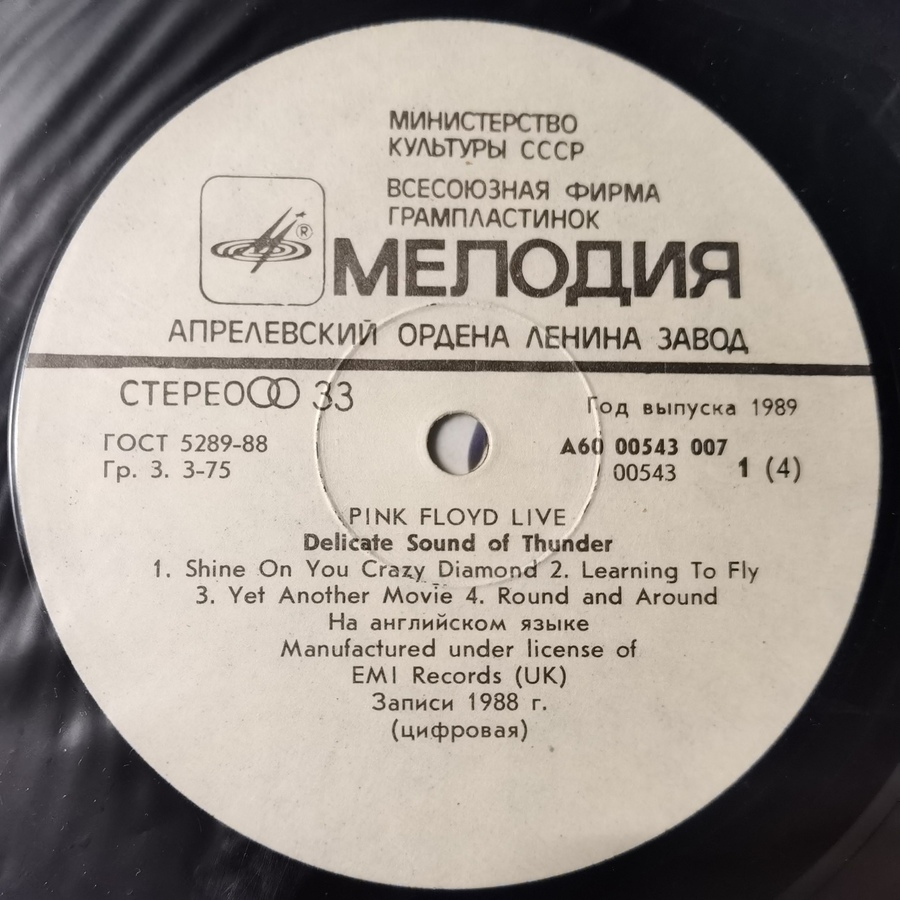 МИНИСТЕРСТВО
КУЛЬТУРЫ СССР
ВСЕСОЮЗНАЯ ФИРМА
ГРАМПЛАСТИНОК
®
МЕЛОДИЯ
АПРЕЛЕВСКИЙ ОРДЕНА ЛЕНИНА ЗАВОД
СТЕРЕО 33
Год выпуска 1989
ГОСТ 5289-88
А60 00543 007
Гр. 3. 3-75
00543 1 (4)
PINK FLOYD LIVE
Delicate Sound of Thunder
1. Shine On You Crazy Diamond 2. Learning To Fly
3. Yet Another Movie 4. Round and Around
На английском языке
Manufactured under license of
EMI Records (UK)
Записи 1988 г.
(цифровая)